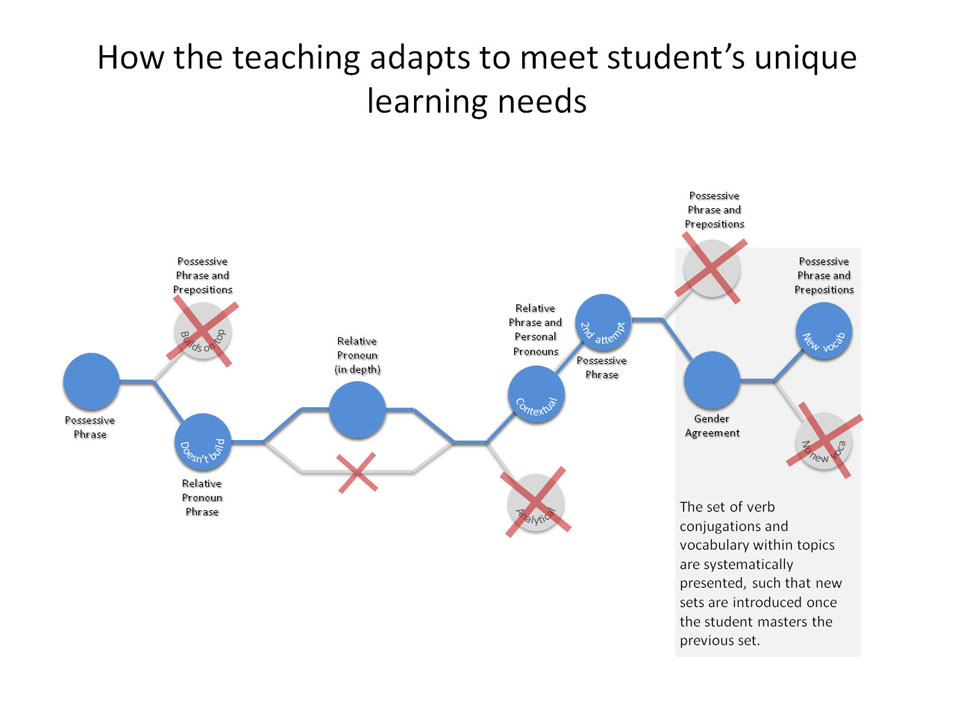 How the teaching adapts to meet student's unique
learning needs
Possessive
Phrase
Possessive
Phrase and
Prepositions
Builds on top
Doesn't build
Relative
Pronoun
Phrase
Relative
Pronoun
(in depth)
Relative
Phrase and
Personal
Pronouns
Contextual
Analytical
2nd attempt
Possessive
Phrase
Possessive
Phrase and
Prepositions
Gender
Agreement
Possessive
Phrase and
Prepositions
New vocab
No new voca
The set of verb
conjugations and
vocabulary within topics
are systematically
presented, such that new
sets are introduced once
the student masters the
previous set.